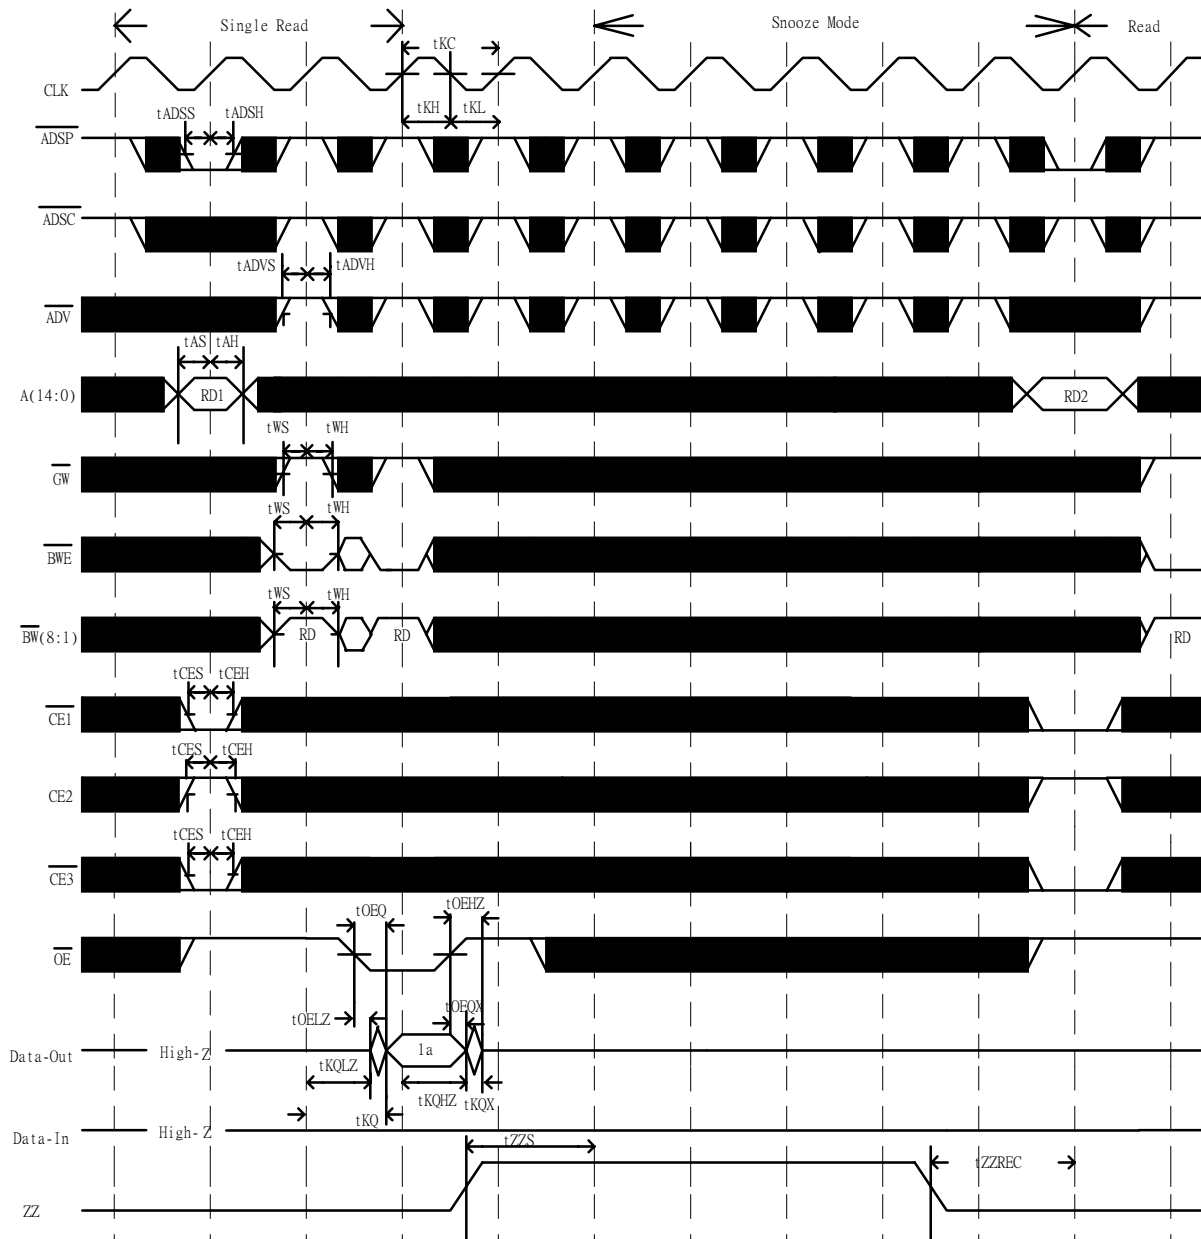 Single Read
Snooze Mode
Read
tKC
CLK
tADSS
tADSH
tKH
tKL
ADSP
ADSC
tADVS
tADVH
ADV
tAS
tAH
A(14:0)
RD1
RD2
tWS
tWH
GW
tWS
tWH
BWE
tWS
tWH
BW(8:1)
RD
RD
RD
tCES
tCEH
CE1
tCES
tCEH
CE2
tCES
tCEH
CE3
tOEQ
tOEHZ
OE
tOELZ
tOEQX
Data-Out
High-Z
1a
tKQLZ
tKQHZ
tKQX
tKQ
Data-In
High-Z
tZZS
tZZREC
ZZ